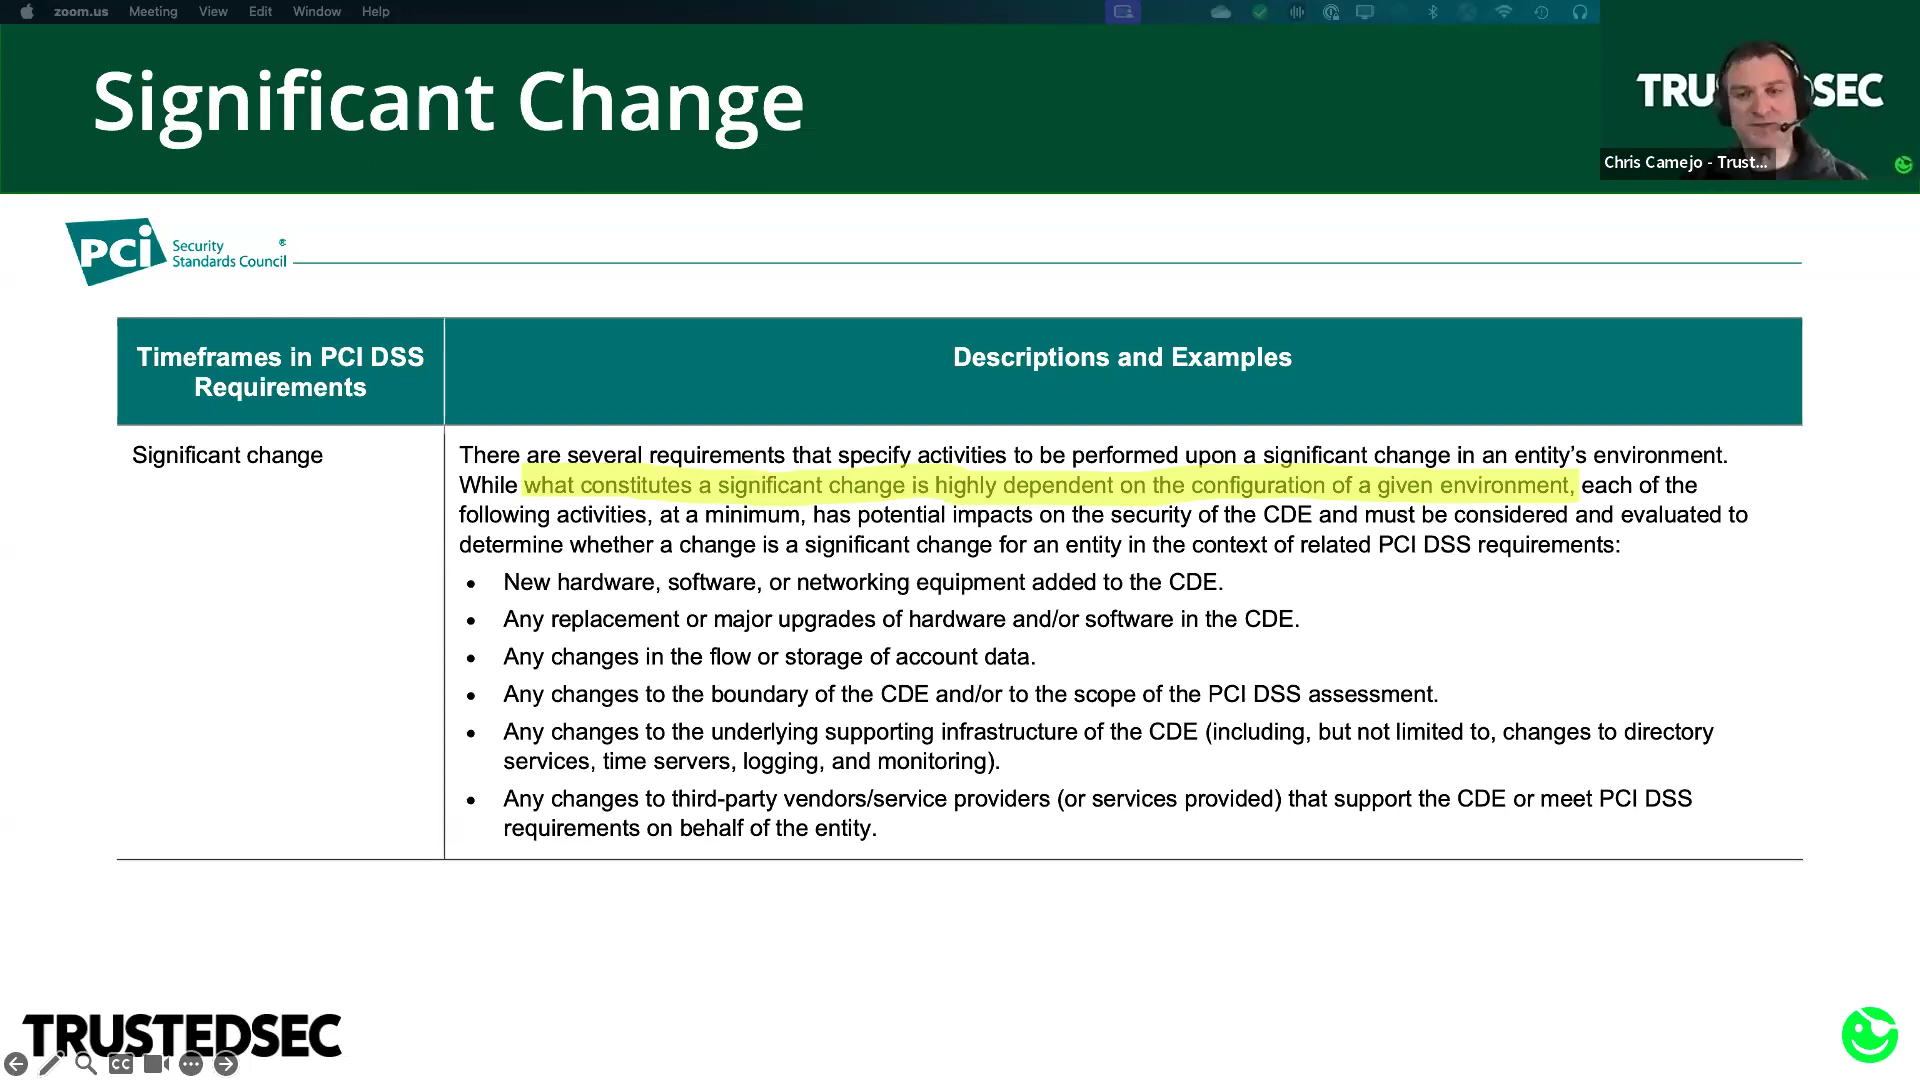 zoom.us Meeting View Edit Window Help
Significant Change
TRU SEC
Chris Camejo - Trust...
PCi Security
Standards Council ®
Timeframes in PCI DSS
Requirements
Descriptions and Examples
Significant change
There are several requirements that specify activities to be performed upon a significant change in an entity’s environment.
While what constitutes a significant change is highly dependent on the configuration of a given environment, each of the
following activities, at a minimum, has potential impacts on the security of the CDE and must be considered and evaluated to
determine whether a change is a significant change for an entity in the context of related PCI DSS requirements:
• New hardware, software, or networking equipment added to the CDE.
• Any replacement or major upgrades of hardware and/or software in the CDE.
• Any changes in the flow or storage of account data.
• Any changes to the boundary of the CDE and/or to the scope of the PCI DSS assessment.
• Any changes to the underlying supporting infrastructure of the CDE (including, but not limited to, changes to directory
services, time servers, logging, and monitoring).
• Any changes to third-party vendors/service providers (or services provided) that support the CDE or meet PCI DSS
requirements on behalf of the entity.
TRUSTEDSEC
CC